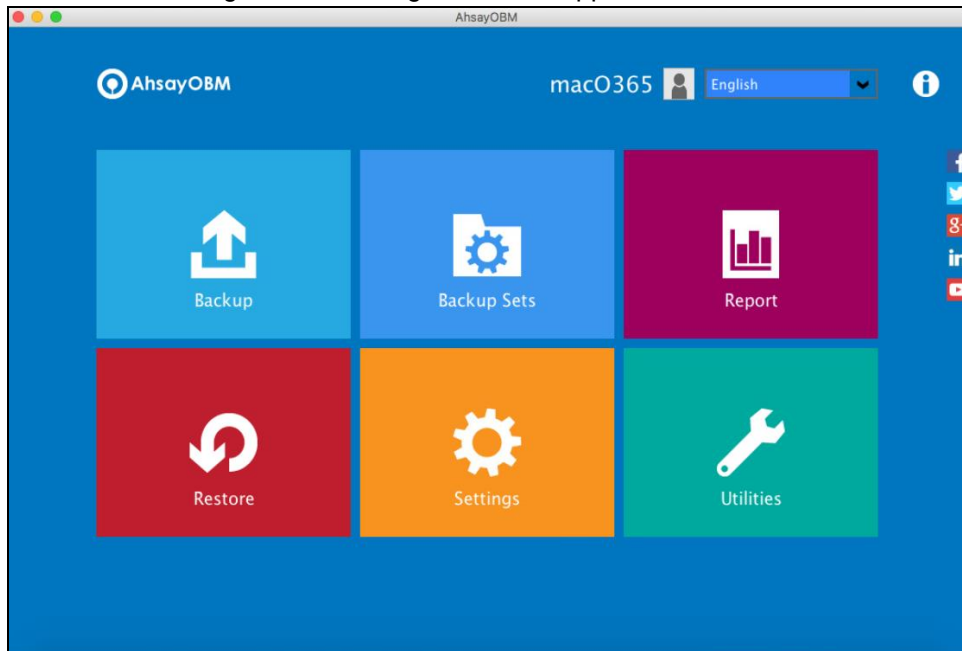 AhsayOBM
AhsayOBM
macO365
English
Backup
Backup Sets
Report
Restore
Settings
Utilities